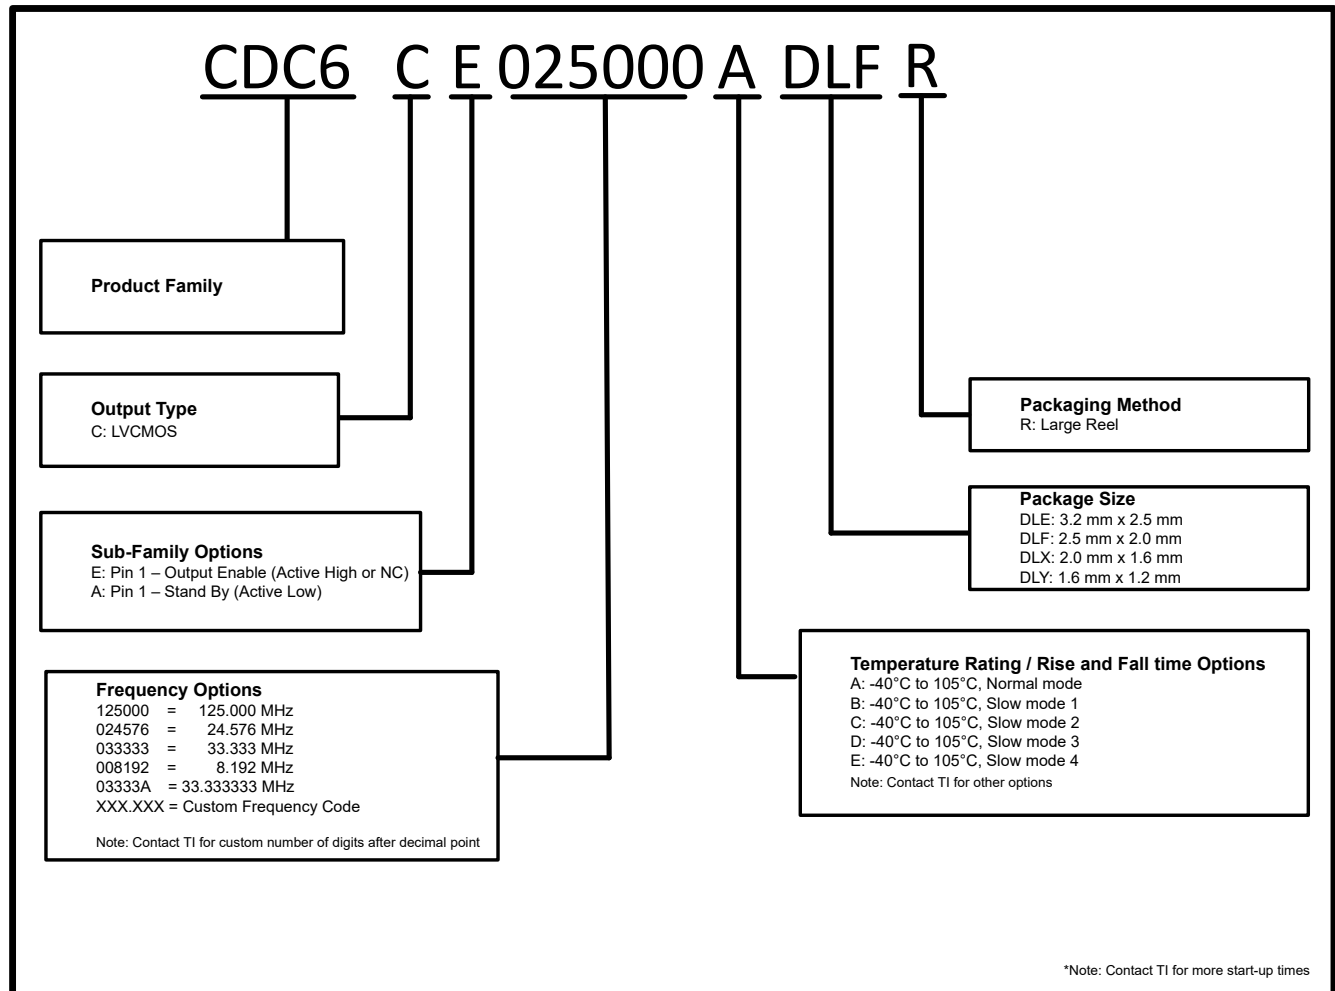 CDC6 C E 025000 A DLF R
Product Family
Output Type
C: LVCMOS
Sub-Family Options
E: Pin 1 – Output Enable (Active High or NC)
A: Pin 1 – Stand By (Active Low)
Frequency Options
125000 = 125.000 MHz
024576 = 24.576 MHz
033333 = 33.333 MHz
008192 = 8.192 MHz
03333A = 33.333333 MHz
XXX.XXX = Custom Frequency Code
Note: Contact TI for custom number of digits after decimal point
Packaging Method
R: Large Reel
Package Size
DLE: 3.2 mm x 2.5 mm
DLF: 2.5 mm x 2.0 mm
DLX: 2.0 mm x 1.6 mm
DLY: 1.6 mm x 1.2 mm
Temperature Rating / Rise and Fall time Options
A: -40°C to 105°C, Normal mode
B: -40°C to 105°C, Slow mode 1
C: -40°C to 105°C, Slow mode 2
D: -40°C to 105°C, Slow mode 3
E: -40°C to 105°C, Slow mode 4
Note: Contact TI for other options
*Note: Contact TI for more start-up times